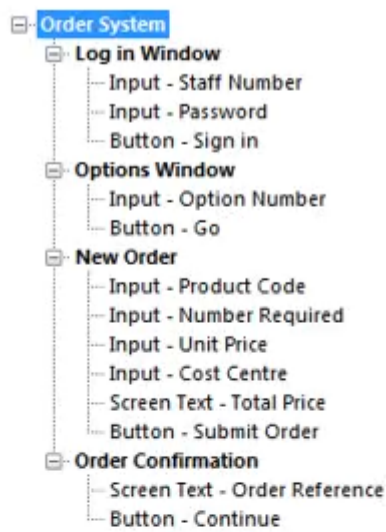 Order System
Log in Window
Input - Staff Number
Input - Password
Button - Sign in
Options Window
Input - Option Number
Button - Go
New Order
Input - Product Code
Input - Number Required
Input - Unit Price
Input - Cost Centre
Screen Text - Total Price
Button - Submit Order
Order Confirmation
Screen Text - Order Reference
Button - Continue